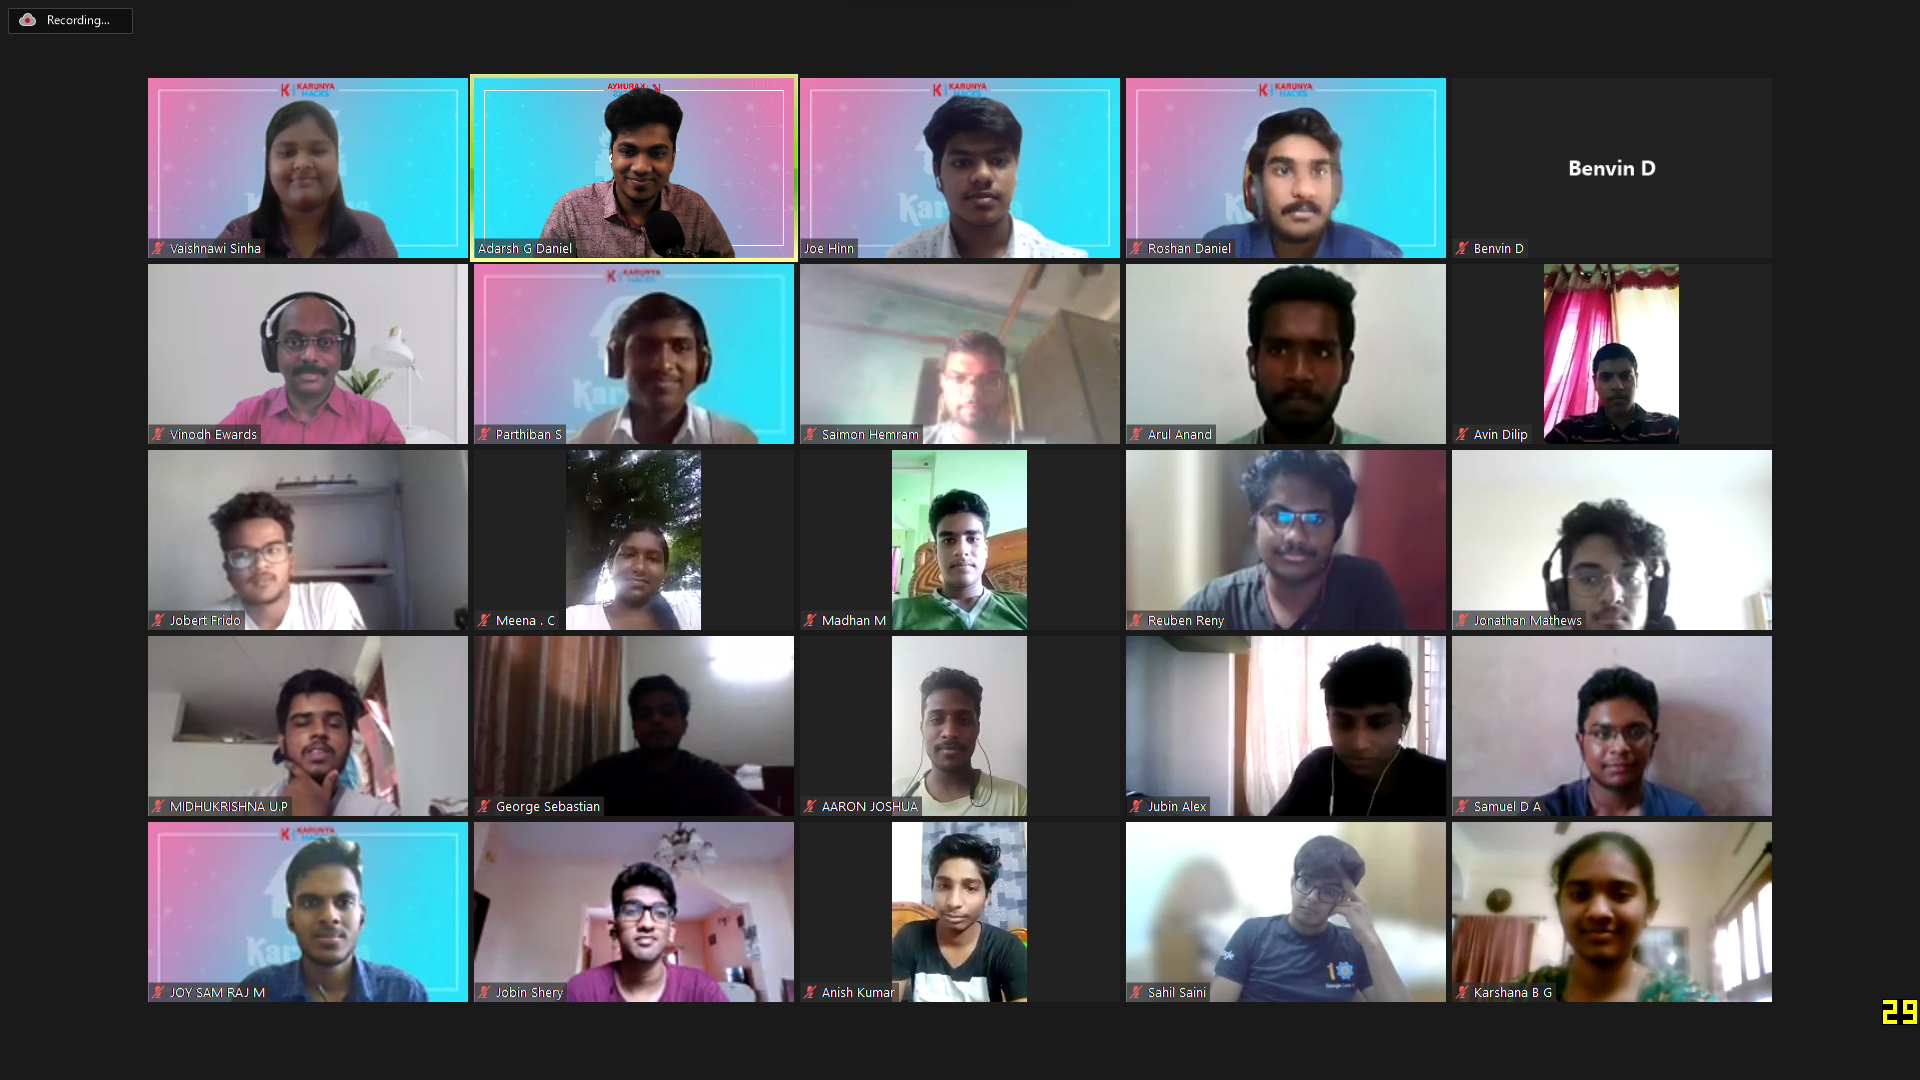 Recording...
K | KARUNYA
HACKS
KARUNYA
K | KARUNYA
HACKS
K | KARUNYA
HACKS
Benvin D
Vaishnawi Sinha
Adarsh G Daniel
Joe Hinn
Roshan Daniel
Benvin D
K | KARUNYA
HACKS
Vinodh Ewards
Parthiban S
Saimon Hemram
Arul Anand
Avin Dilip
Jobert Frido
Meena . C
Madhan M
Reuben Reny
Jonathan Mathews
MIDHUKRISHNA U.P
George Sebastian
AARON JOSHUA
Jubin Alex
Samuel D A
K | KARUNYA
HACKS
JOY SAM RAJ M
Jobin Shery
Anish Kumar
Sahil Saini
Karshana B G
29